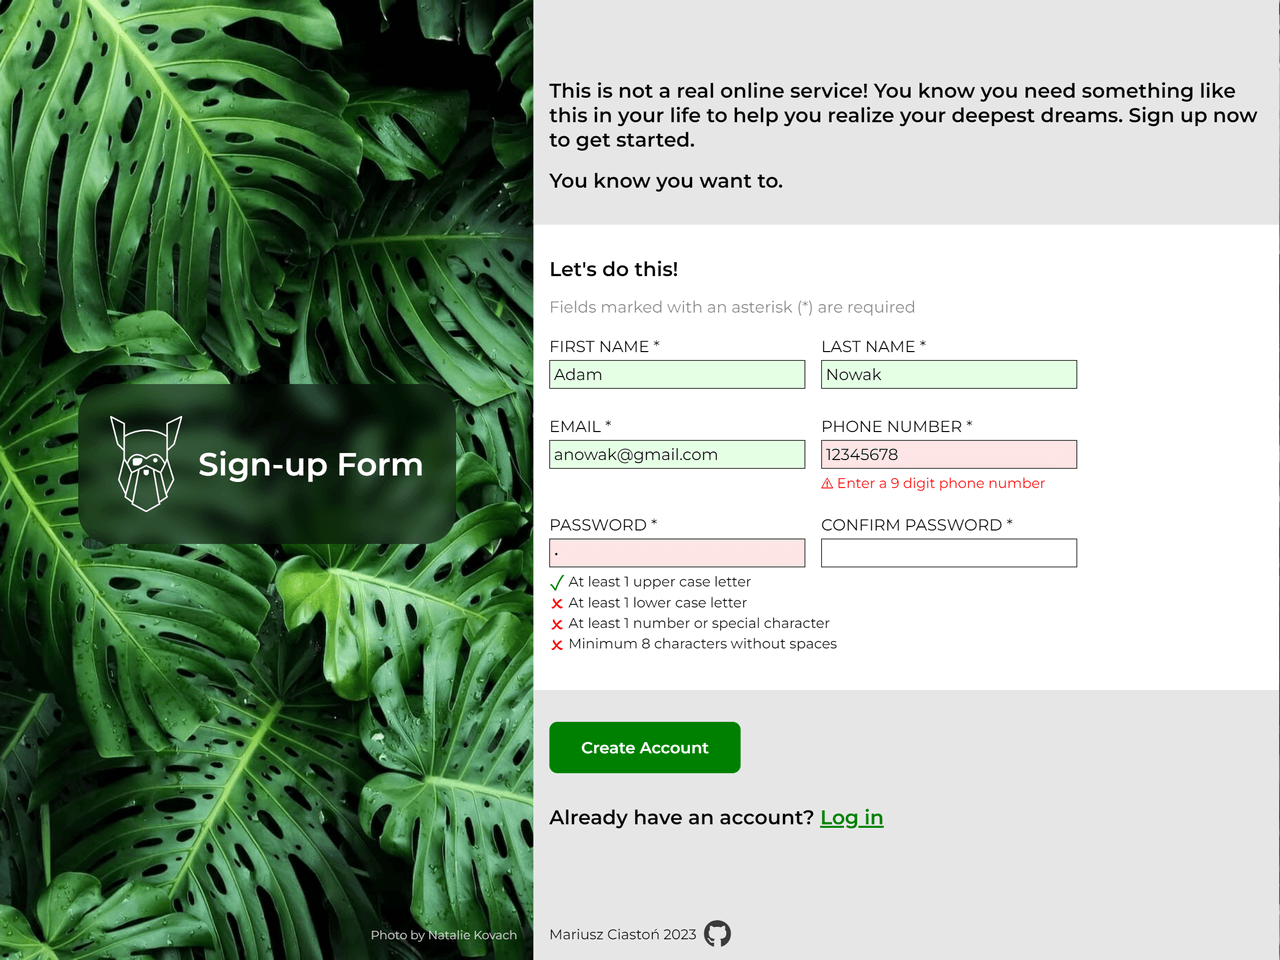 Sign-up Form
Photo by Natalie Kovach
This is not a real online service! You know you need something like
this in your life to help you realize your deepest dreams. Sign up now
to get started.
You know you want to.
Let's do this!
Fields marked with an asterisk (*) are required
FIRST NAME *
LAST NAME *
Adam
Nowak
EMAIL *
PHONE NUMBER *
anowak@gmail.com
12345678
Enter a 9 digit phone number
PASSWORD *
CONFIRM PASSWORD *
At least 1 upper case letter
At least 1 lower case letter
At least 1 number or special character
Minimum 8 characters without spaces
Create Account
Already have an account? Log in
Mariusz Ciastoń 2023